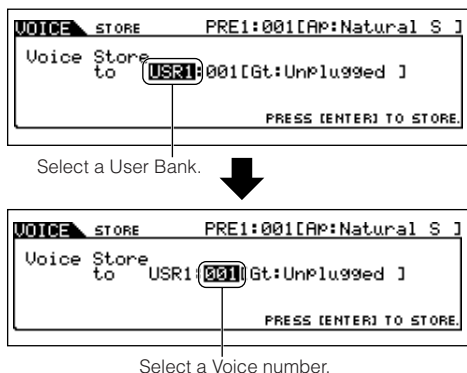 VOICE STORE PRE1:001[AP:Natural S ]
Voice Store
to USR1:001[Gt:Unplugged ]
PRESS [ENTER] TO STORE.
Select a User Bank.
VOICE STORE PRE1:001[AP:Natural S ]
Voice Store
to USR1:001[Gt:Unplugged ]
PRESS [ENTER] TO STORE.
Select a Voice number.